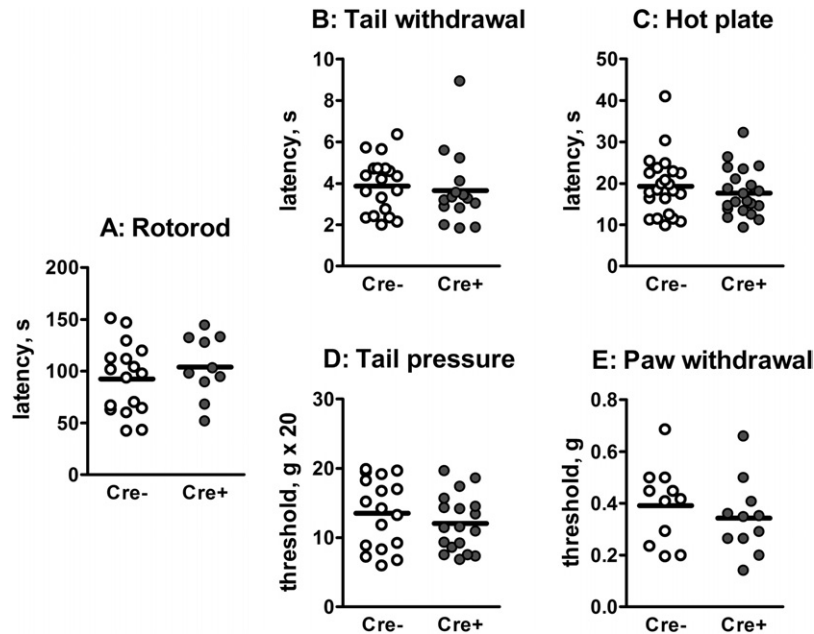 A: Rotorod
latency, s
200
150
100
50
0
Cre- Cre+
B: Tail withdrawal
latency, s
10
8
6
4
2
0
Cre- Cre+
C: Hot plate
latency, s
50
40
30
20
10
0
Cre- Cre+
D: Tail pressure
threshold, g x 20
30
20
10
0
Cre- Cre+
E: Paw withdrawal
threshold, g
0.8
0.6
0.4
0.2
0.0
Cre- Cre+